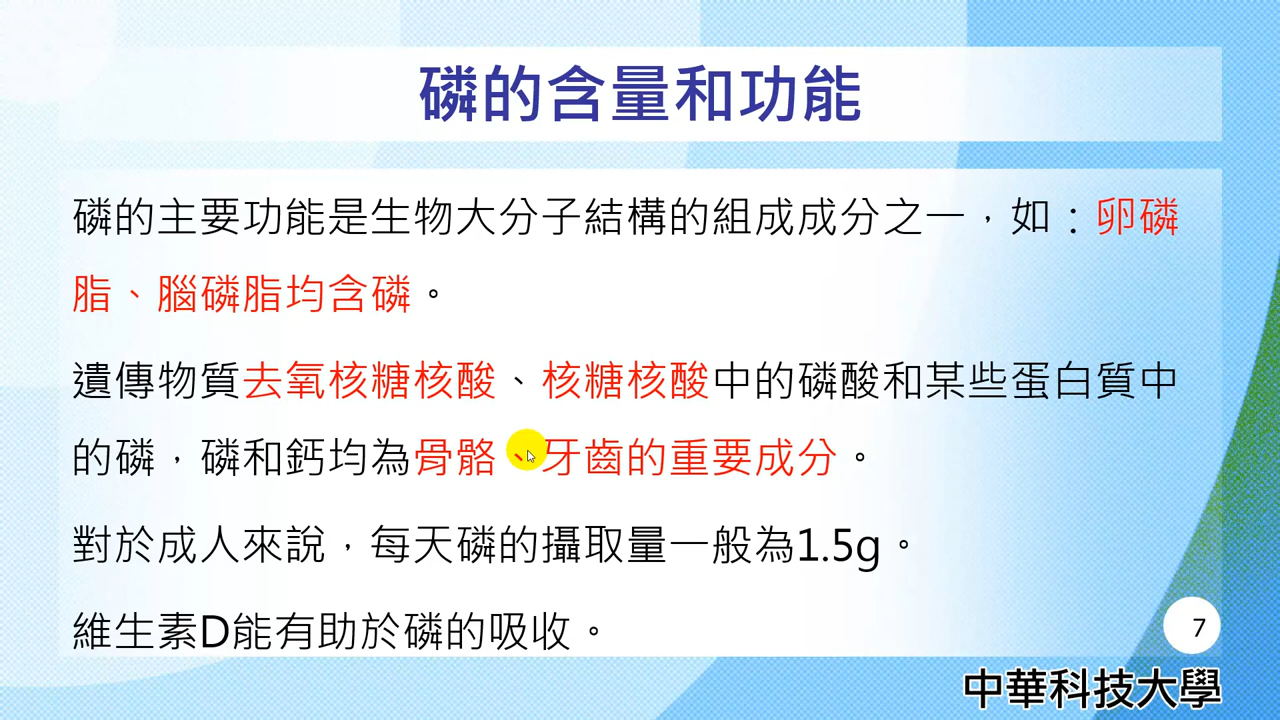 磷的含量和功能
磷的主要功能是生物大分子結構的組成成分之一，如：卵磷
脂、腦磷脂均含磷。
遺傳物質去氧核糖核酸、核糖核酸中的磷酸和某些蛋白質中
的磷，磷和鈣均為骨骼、牙齒的重要成分。
對於成人來說，每天磷的攝取量一般為1.5g。
維生素D能有助於磷的吸收。
7
中華科技大學